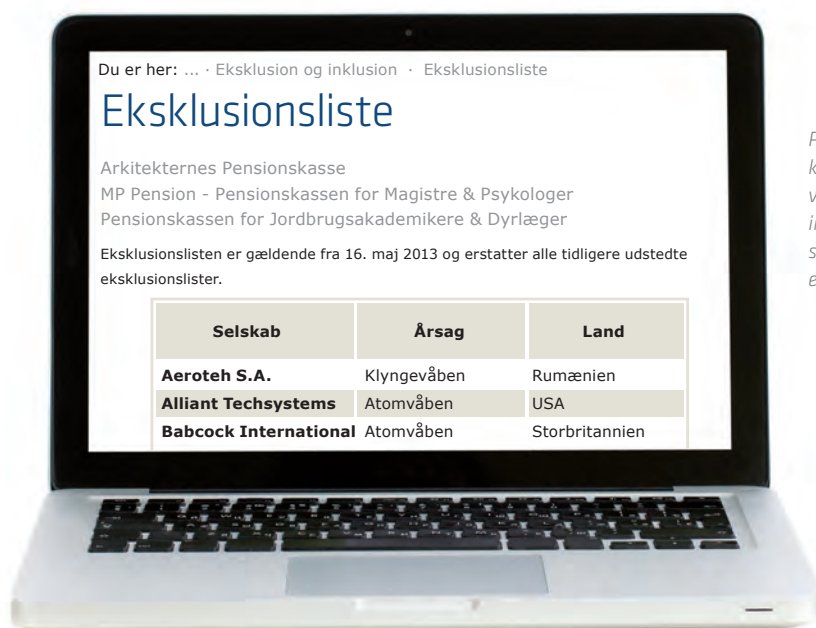 Du er her: ... · Eksklusion og inklusion · Eksklusionsliste
Eksklusionsliste
Arkitekternes Pensionskasse
MP Pension - Pensionskassen for Magistre & Psykologer
Pensionskassen for Jordbrugsakademikere & Dyrlæger
Eksklusionslisten er gældende fra 16. maj 2013 og erstatter alle tidligere udstedte
eksklusionslister.
Selskab Årsag Land
Aeroteh S.A. Klyngevåben Rumænien
Alliant Techsystems Atomvåben USA
Babcock International Atomvåben Storbritannien